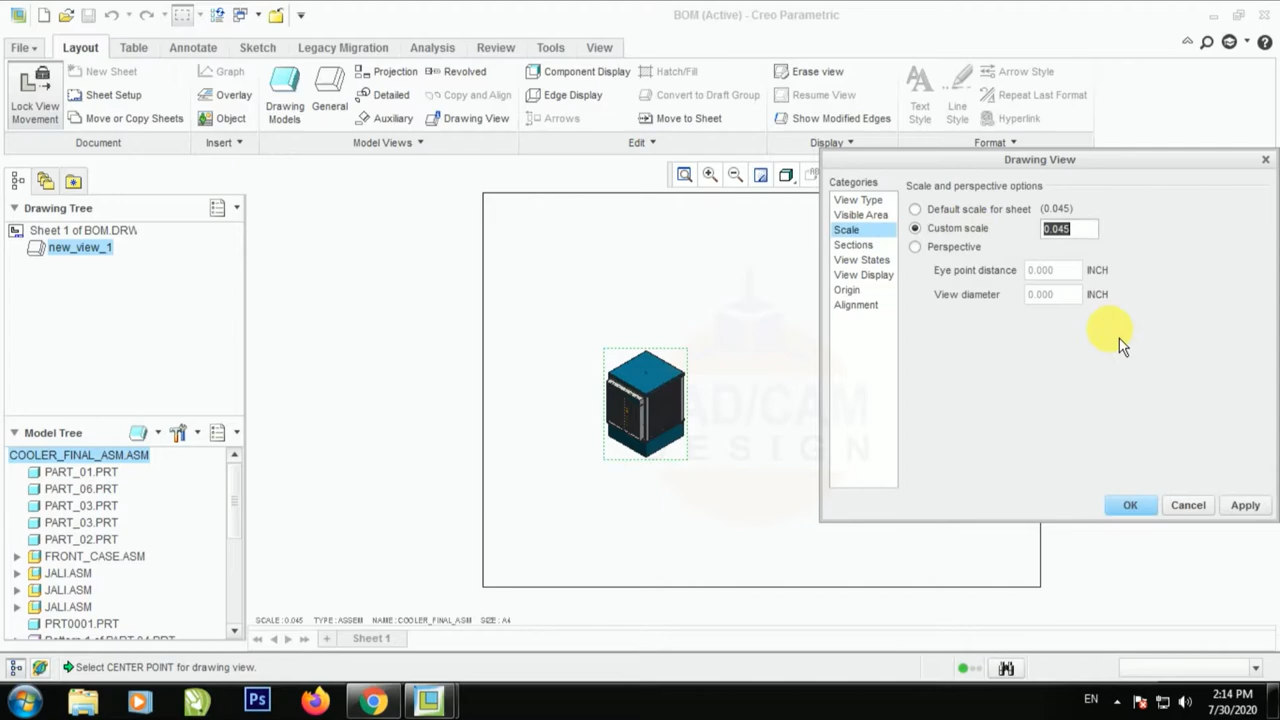 BOM (Active) - Creo Parametric
File Layout Table Annotate Sketch Legacy Migration Analysis Review Tools View
Lock View Movement
New Sheet
Sheet Setup
Move or Copy Sheets
Document
Graph
Overlay
Object
Insert
Drawing Models
General
Projection
Detailed
Auxiliary
Revolved
Copy and Align
Drawing View
Model Views
Component Display
Edge Display
Arrows
Hatch/Fill
Convert to Draft Group
Move to Sheet
Edit
Erase view
Resume View
Show Modified Edges
Display
Text Style
Line Style
Arrow Style
Repeat Last Format
Hyperlink
Format
Drawing Tree
Sheet 1 of BOM.DRW
new_view_1
Model Tree
COOLER_FINAL_ASM.ASM
PART_01.PRT
PART_06.PRT
PART_03.PRT
PART_03.PRT
PART_02.PRT
FRONT_CASE.ASM
JALI.ASM
JALI.ASM
JALI.ASM
PRT0001.PRT
Drawing View
Categories
View Type
Visible Area
Scale
Sections
View States
View Display
Origin
Alignment
Scale and perspective options
Default scale for sheet (0.045)
Custom scale 0.045
Perspective
Eye point distance 0.000 INCH
View diameter 0.000 INCH
OK Cancel Apply
AD/CAM
DESIGN
SCALE : 0.045 TYPE : ASSEM NAME : COOLER_FINAL_ASM SIZE : A4
Sheet 1
Select CENTER POINT for drawing view.
Ps
EN
2:14 PM
7/30/2020